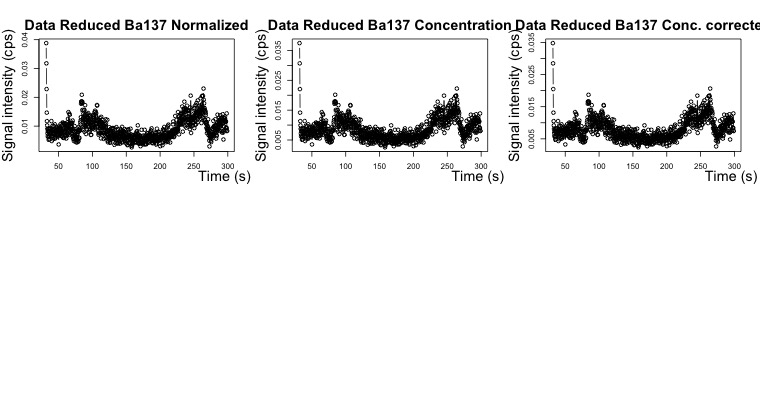 Data Reduced Ba137 Normalized
Signal intensity (cps)
0.01 0.02 0.03 0.04
50 100 150 200 250 300
Time (s)
Data Reduced Ba137 Concentration
Signal intensity (cps)
0.005 0.015 0.025 0.035
50 100 150 200 250 300
Time (s)
Data Reduced Ba137 Conc. correcte
Signal intensity (cps)
0.005 0.015 0.025 0.035
50 100 150 200 250 300
Time (s)